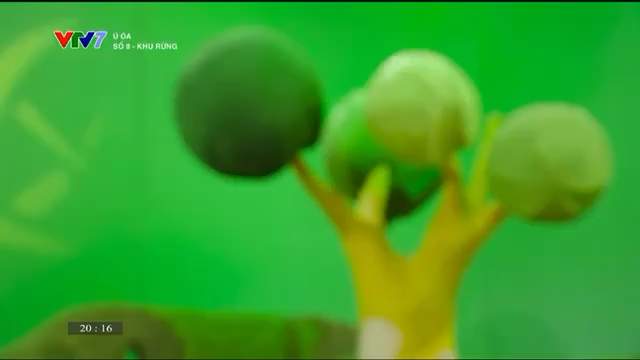 VTV7
Ú ÒA
SỐ 8 - KHU RỪNG
20 : 16